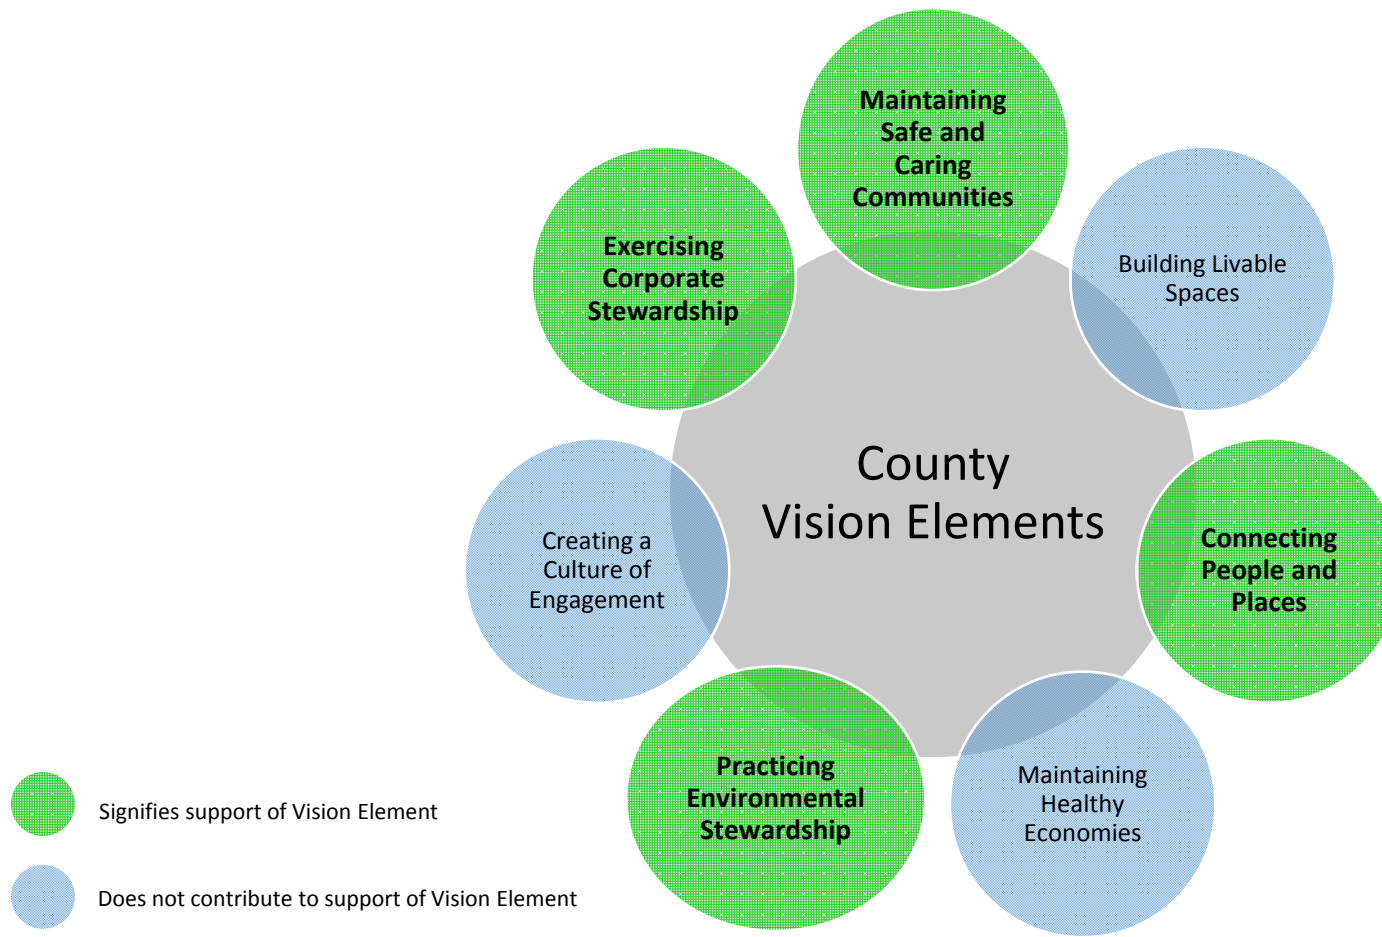 Maintaining
Safe and
Caring
Communities
Building Livable
Spaces
Exercising
Corporate
Stewardship
County
Vision Elements
Connecting
People and
Places
Creating a
Culture of
Engagement
Practicing
Environmental
Stewardship
Maintaining
Healthy
Economies
Signifies support of Vision Element
Does not contribute to support of Vision Element